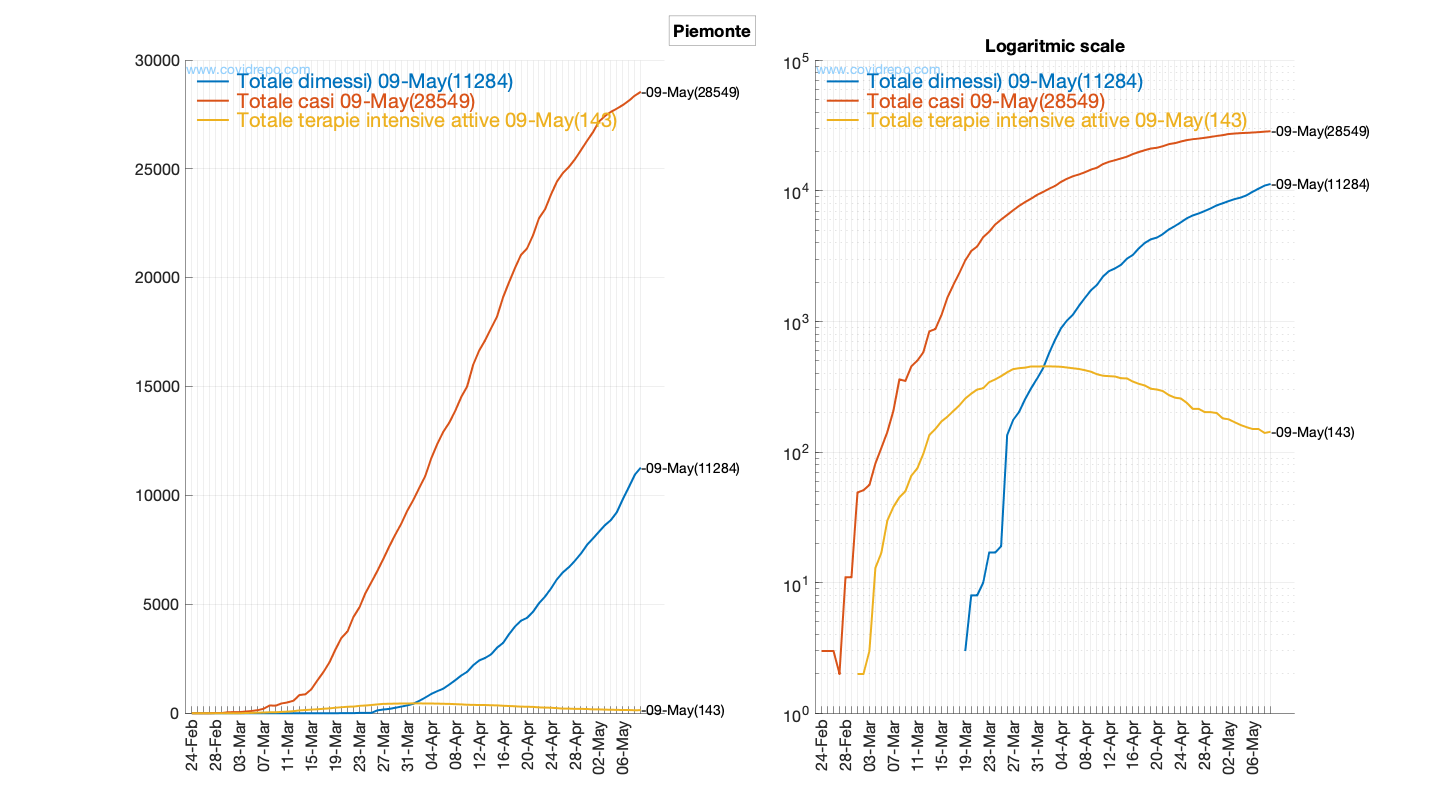 Piemonte
www.covidrepo.com
Totale dimessi) 09-May(11284)
Totale casi 09-May(28549)
Totale terapie intensive attive 09-May(143)
30000
25000
20000
15000
10000
5000
0
-09-May(28549)
-09-May(11284)
-09-May(143)
24-Feb
28-Feb
03-Mar
07-Mar
11-Mar
15-Mar
19-Mar
23-Mar
27-Mar
31-Mar
04-Apr
08-Apr
12-Apr
16-Apr
20-Apr
24-Apr
28-Apr
02-May
06-May
Logaritmic scale
www.covidrepo.com
Totale dimessi) 09-May(11284)
Totale casi 09-May(28549)
Totale terapie intensive attive 09-May(143)
10^5
10^4
10^3
10^2
10^1
10^0
-09-May(28549)
-09-May(11284)
-09-May(143)
24-Feb
28-Feb
03-Mar
07-Mar
11-Mar
15-Mar
19-Mar
23-Mar
27-Mar
31-Mar
04-Apr
08-Apr
12-Apr
16-Apr
20-Apr
24-Apr
28-Apr
02-May
06-May